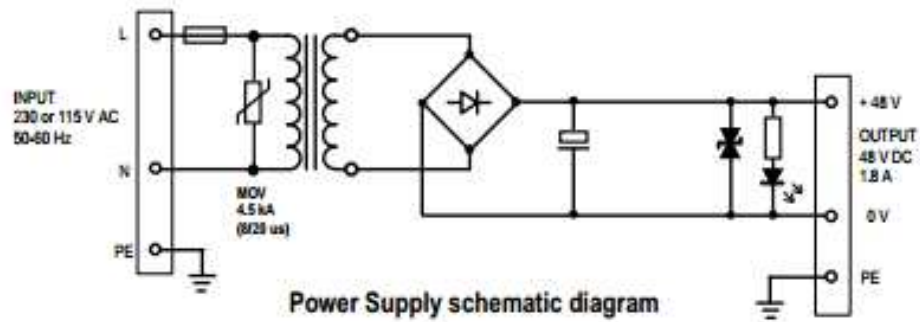 L
INPUT
230 or 115 V AC
50-60 Hz
N
MOV
4.5 kA
(8/20 us)
PE
+ 48 V
OUTPUT
48 V DC
1.8 A
0 V
PE
Power Supply schematic diagram